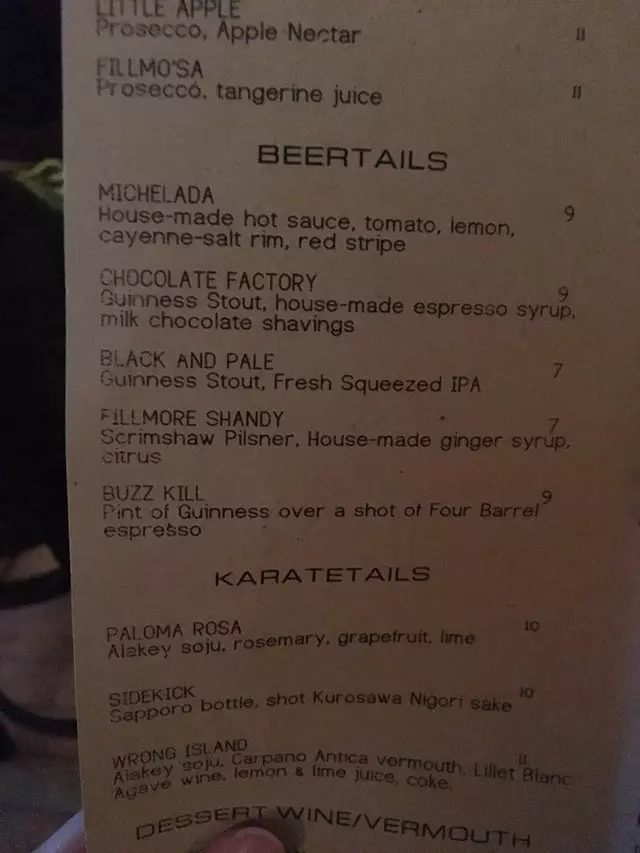 LITTLE APPLE
Prosecco, Apple Nectar 11
FILLMO'SA
Prosecco, tangerine juice 11
BEERTAILS
MICHELADA
House-made hot sauce, tomato, lemon, 9
cayenne-salt rim, red stripe
CHOCOLATE FACTORY
Guinness Stout, house-made espresso syrup, 9
milk chocolate shavings
BLACK AND PALE
Guinness Stout, Fresh Squeezed IPA 7
FILLMORE SHANDY
Scrimshaw Pilsner, House-made ginger syrup, 7
citrus
BUZZ KILL
Pint of Guinness over a shot of Four Barrel 9
espresso
KARATETAILS
PALOMA ROSA
Alakey soju, rosemary, grapefruit, lime 10
SIDEKICK
Sapporo bottle, shot Kurosawa Nigori sake 10
WRONG ISLAND
Alakey soju, Carpano Antica vermouth, Lillet Blanc 11
Agave wine, lemon & lime juice, coke.
DESSERT WINE/VERMOUTH